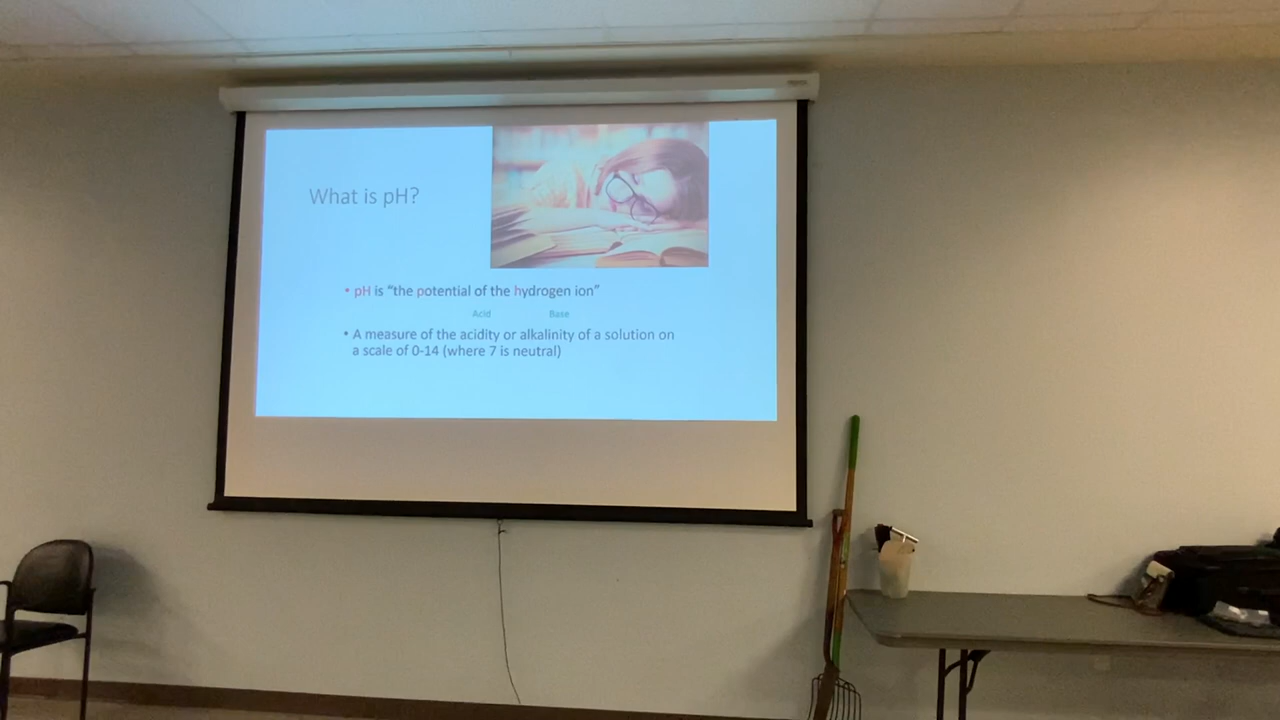 What is pH?
• pH is “the potential of the hydrogen ion”
Acid Base
• A measure of the acidity or alkalinity of a solution on
a scale of 0-14 (where 7 is neutral)